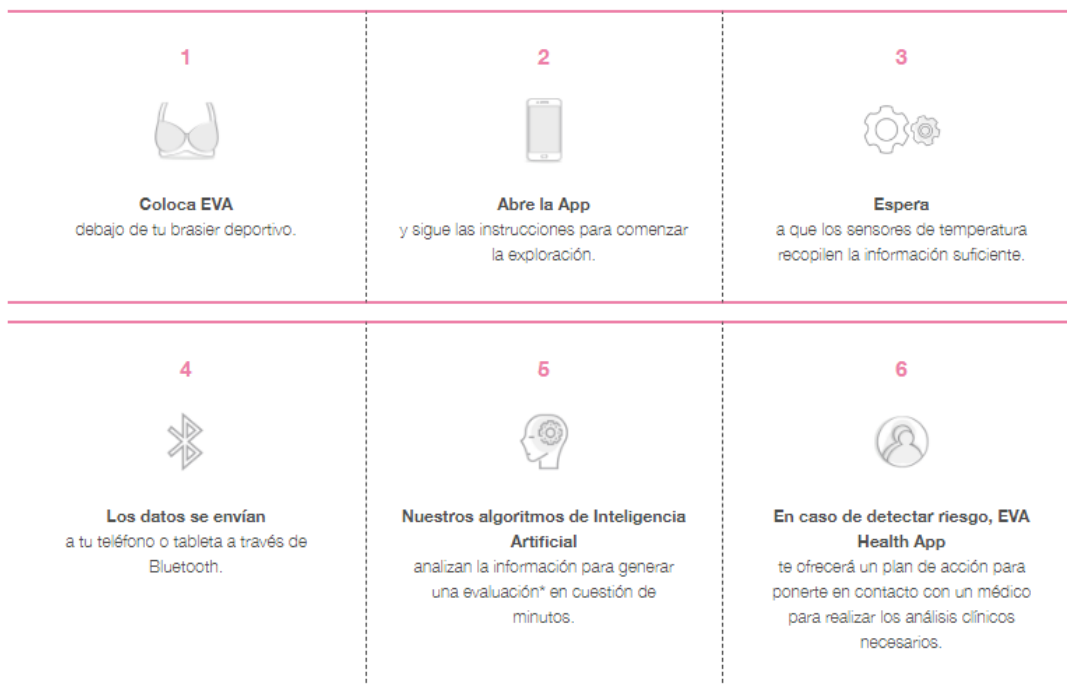 1
Coloca EVA
debajo de tu brasier deportivo.
2
Abre la App
y sigue las instrucciones para comenzar
la exploración.
3
Espera
a que los sensores de temperatura
recopilen la información suficiente.
4
Los datos se envían
a tu teléfono o tableta a través de
Bluetooth.
5
Nuestros algoritmos de Inteligencia
Artificial
analizan la información para generar
una evaluación* en cuestión de
minutos.
6
En caso de detectar riesgo, EVA
Health App
te ofrecerá un plan de acción para
ponerte en contacto con un médico
para realizar los análisis clínicos
necesarios.